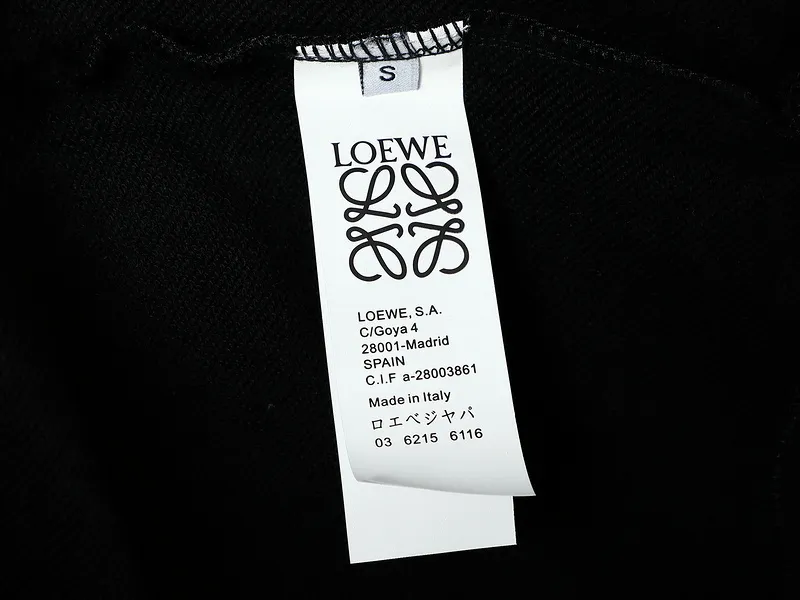 S
LOEWE
LOEWE, S.A.
C/Goya 4
28001-Madrid
SPAIN
C.I.F a-28003861
Made in Italy
ロエベジヤパ
03 6215 6116